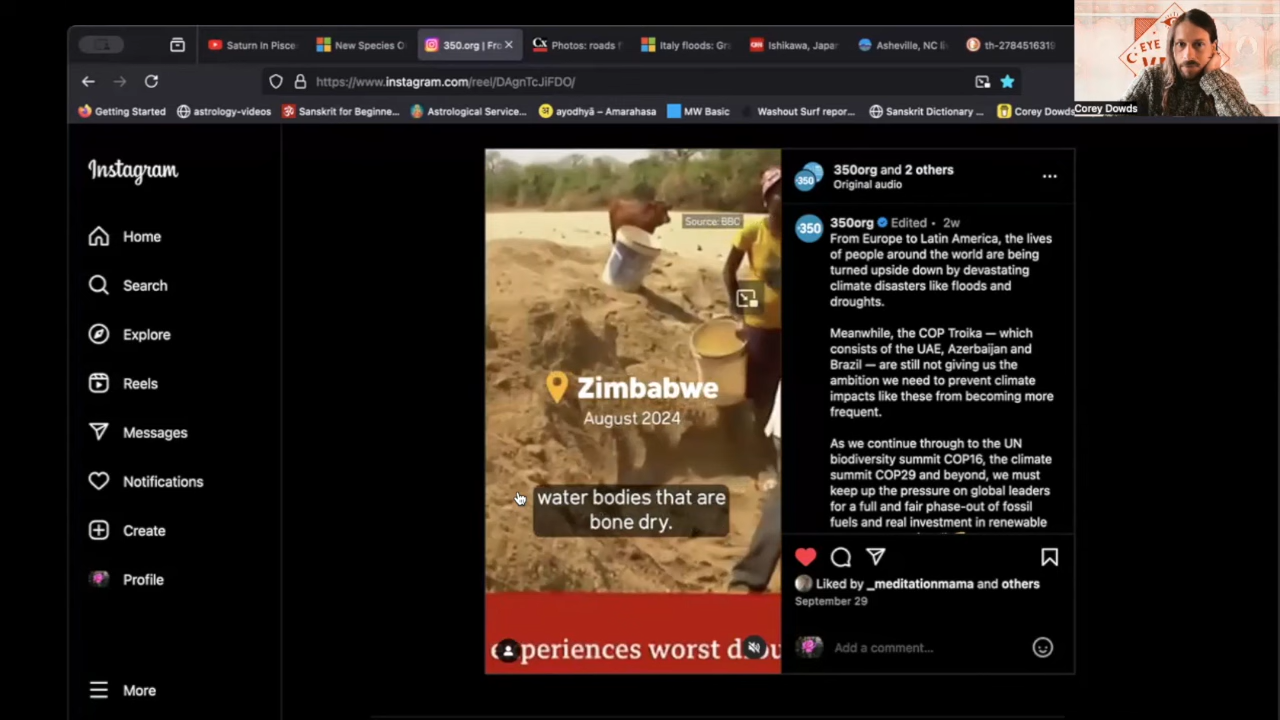 Saturn In Pisce
New Species O
350.org | Fro
Photos: roads f
Italy floods: Gr
Ishikawa, Japa
Asheville, NC li
th-2784516319
https://www.instagram.com/reel/DAgnTcJiFDO/
Getting Started
astrology-videos
Sanskrit for Beginne...
Astrological Service...
ayodhyā – Amarahasa
MW Basic
Washout Surf repor...
Sanskrit Dictionary ...
Corey Dowds
EYE
Corey Dowds
Instagram
Home
Search
Explore
Reels
Messages
Notifications
Create
Profile
More
Source: BBC
Zimbabwe
August 2024
water bodies that are
bone dry.
experiences worst drou
350
350org and 2 others
Original audio
350
350org Edited • 2w
From Europe to Latin America, the lives
of people around the world are being
turned upside down by devastating
climate disasters like floods and
droughts.
Meanwhile, the COP Troika — which
consists of the UAE, Azerbaijan and
Brazil — are still not giving us the
ambition we need to prevent climate
impacts like these from becoming more
frequent.
As we continue through to the UN
biodiversity summit COP16, the climate
summit COP29 and beyond, we must
keep up the pressure on global leaders
for a full and fair phase-out of fossil
fuels and real investment in renewable
Liked by _meditationmama and others
September 29
Add a comment...